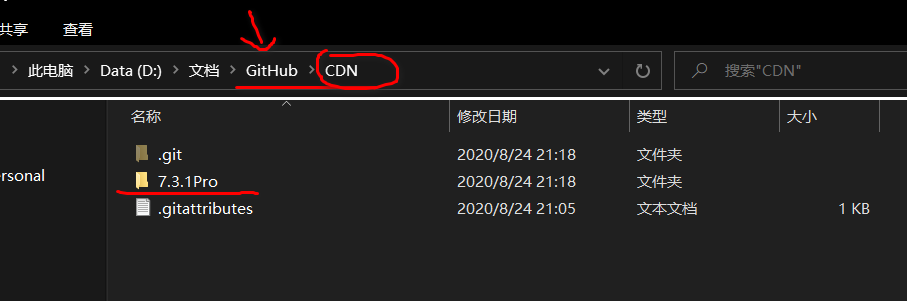 共享 查看
此电脑 Data (D:) 文档 GitHub CDN 搜索"CDN"
名称 修改日期 类型 大小
.git 2020/8/24 21:18 文件夹
ersonal 7.3.1Pro 2020/8/24 21:18 文件夹
.gitattributes 2020/8/24 21:05 文本文档 1 KB